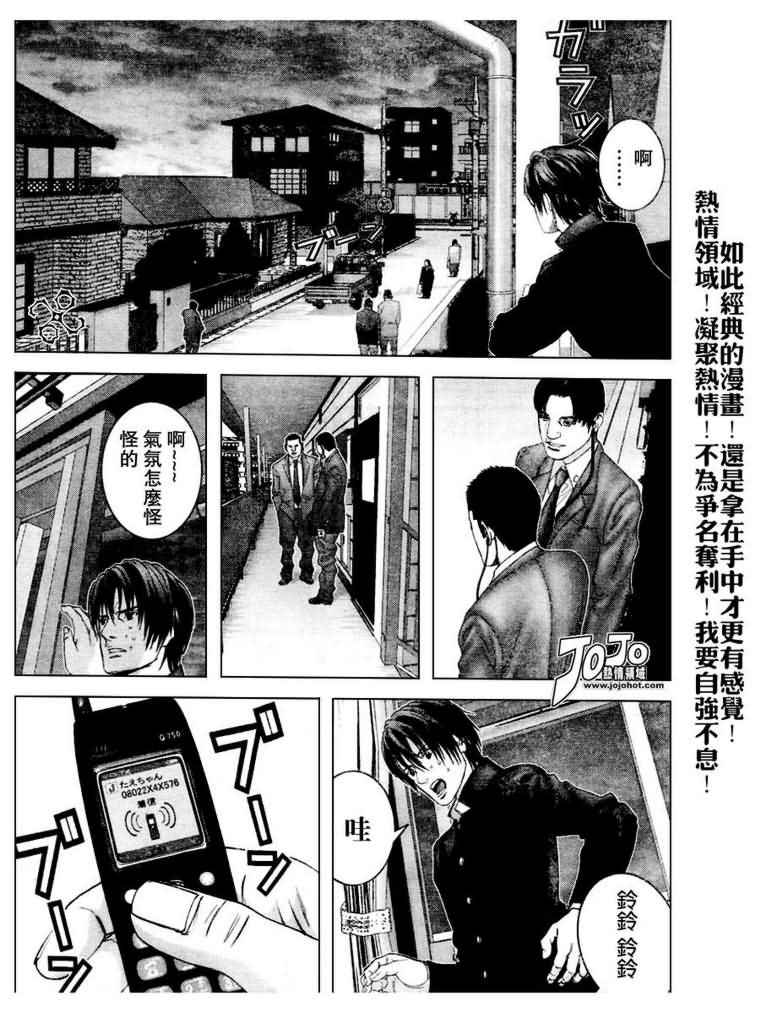 ガラッ
啊
……
ブーン
啊~~~
氣氛怎麼怪
怪的
JOJO
熱情領域
www.jojohot.com
哇
鈴鈴 鈴鈴
ブーン
ブーン
Q 750
たえちゃん
08022X4X576
着信
如此經典的漫畫！還是拿在手中才更有感覺！
熱情領域！凝聚熱情！不為爭名奪利！我要自強不息！